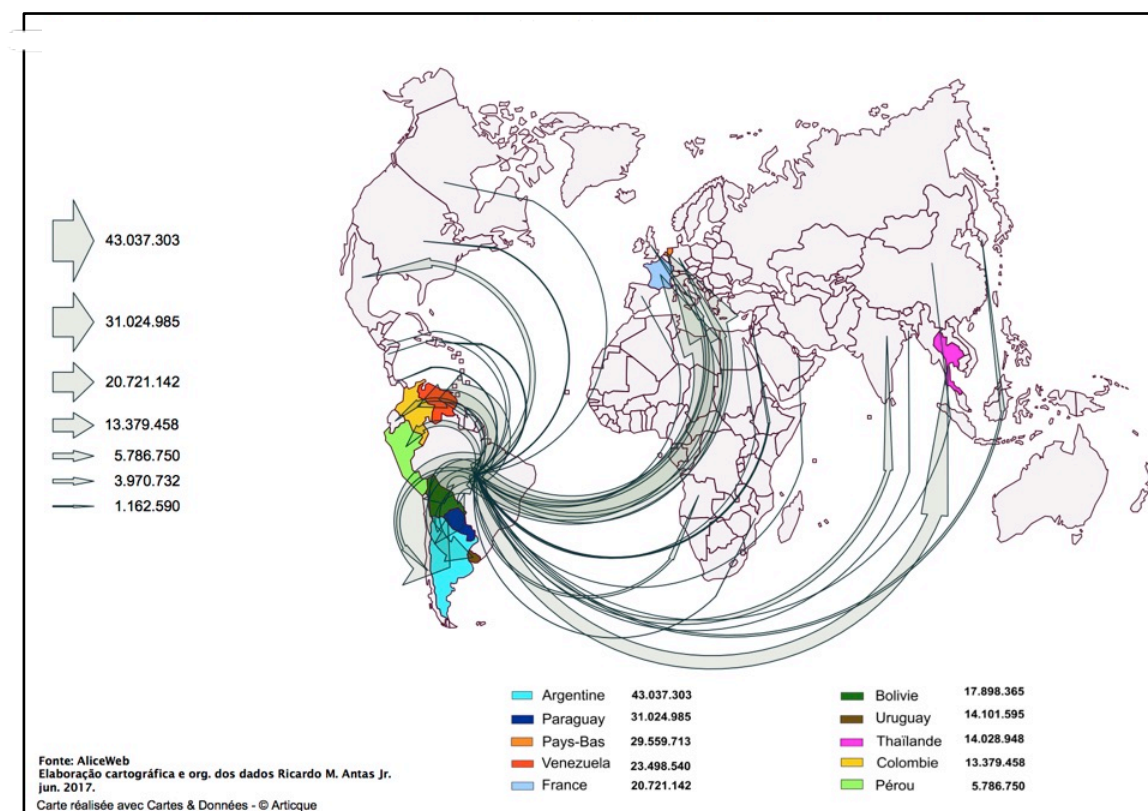 43.037.303
31.024.985
20.721.142
13.379.458
5.786.750
3.970.732
1.162.590
Argentine 43.037.303
Paraguay 31.024.985
Pays-Bas 29.559.713
Venezuela 23.498.540
France 20.721.142
Bolivie 17.898.365
Uruguay 14.101.595
Thaïlande 14.028.948
Colombie 13.379.458
Pérou 5.786.750
Fonte: AliceWeb
Elaboração cartográfica e org. dos dados Ricardo M. Antas Jr.
jun. 2017.
Carte réalisée avec Cartes & Données - © Articque